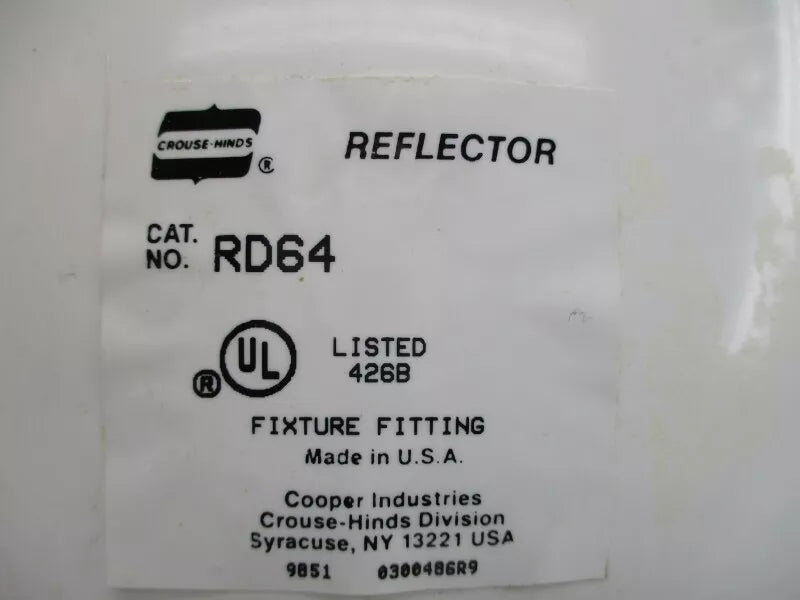 CROUSE-HINDS
®
REFLECTOR
CAT.
NO. RD64
UL
®
LISTED
426B
FIXTURE FITTING
Made in U.S.A.
Cooper Industries
Crouse-Hinds Division
Syracuse, NY 13221 USA
9851 0300486R9